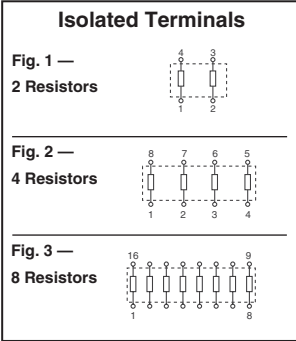 Isolated Terminals
Fig. 1 —
2 Resistors
4 3
1 2
Fig. 2 —
4 Resistors
8 7 6 5
1 2 3 4
Fig. 3 —
8 Resistors
16 9
1 8